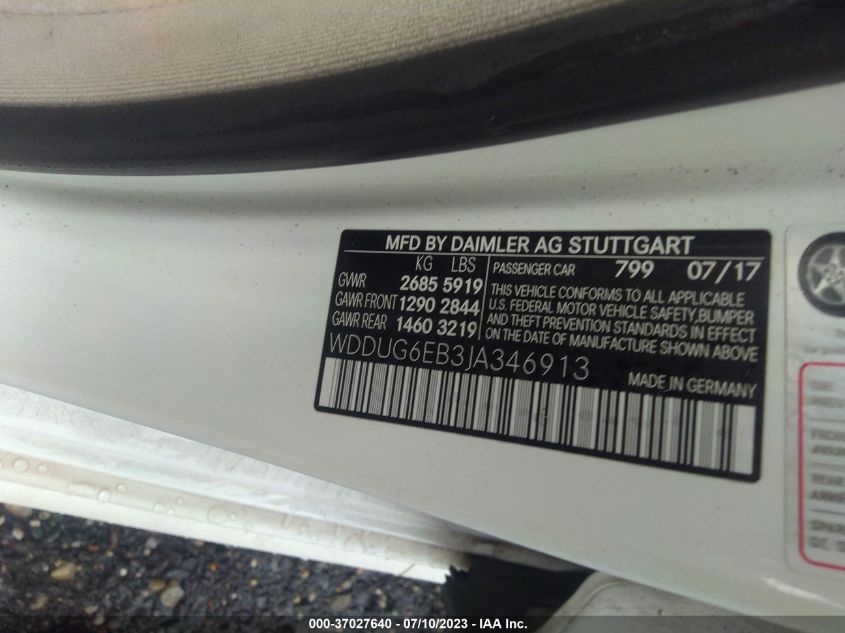 MFD BY DAIMLER AG STUTTGART
KG LBS
GVWR 2685 5919
GAWR FRONT 1290 2844
GAWR REAR 1460 3219
PASSENGER CAR 799 07/17
THIS VEHICLE CONFORMS TO ALL APPLICABLE
U.S. FEDERAL MOTOR VEHICLE SAFETY, BUMPER
AND THEFT PREVENTION STANDARDS IN EFFECT
ON THE DATE OF MANUFACTURE SHOWN ABOVE
WDDUG6EB3JA346913
MADE IN GERMANY
REAR
SPAR
000-37027640 - 07/10/2023 - IAA Inc.